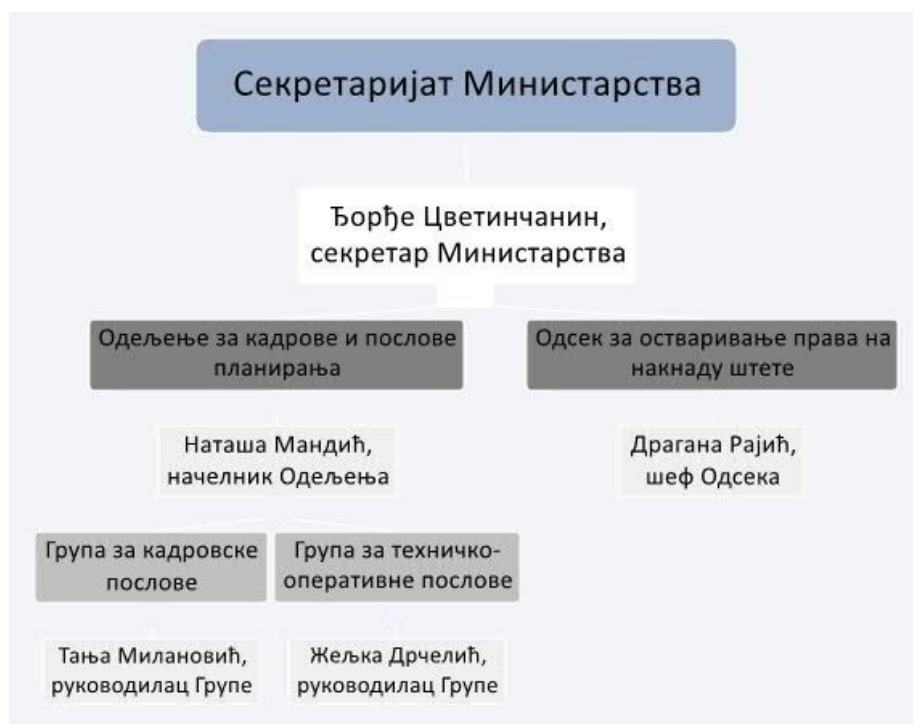 Секретаријат Министарства
Ђорђе Цветинчанин,
секретар Министарства
Одељење за кадрове и послове
планирања
Одсек за остваривање права на
накнаду штете
Наташа Мандић,
начелник Одељења
Драгана Рајић,
шеф Одсека
Група за кадровске
послове
Група за техничко-
оперативне послове
Тања Милановић,
руководилац Групе
Жељка Дрчелић,
руководилац Групе